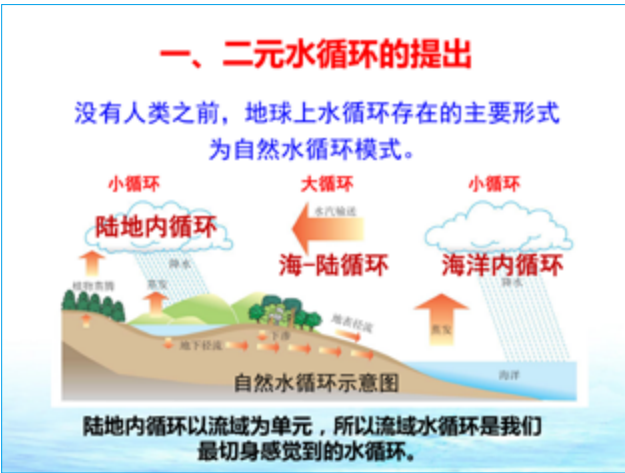 一、二元水循环的提出
没有人类之前，地球上水循环存在的主要形式
为自然水循环模式。
小循环
大循环
小循环
水汽输送
陆地内循环
海-陆循环
海洋内循环
降水
降水
植物蒸腾
蒸发
地表径流
蒸发
下渗
地下径流
海洋
自然水循环示意图
陆地内循环以流域为单元，所以流域水循环是我们
最切身感觉到的水循环。